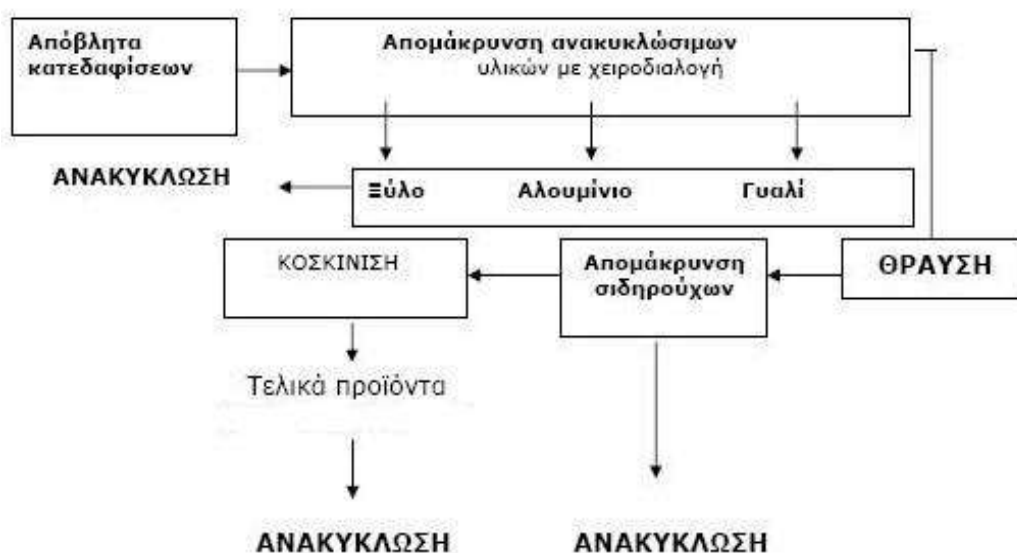 Απόβλητα
κατεδαφίσεων
Απομάκρυνση ανακυκλώσιμων
υλικών με χειροδιαλογή
ΑΝΑΚΥΚΛΩΣΗ
Ξύλο Αλουμίνιο Γυαλί
ΚΟΣΚΙΝΙΣΗ
Απομάκρυνση
σιδηρούχων
ΘΡΑΥΣΗ
Τελικά προϊόντα
ΑΝΑΚΥΚΛΩΣΗ
ΑΝΑΚΥΚΛΩΣΗ